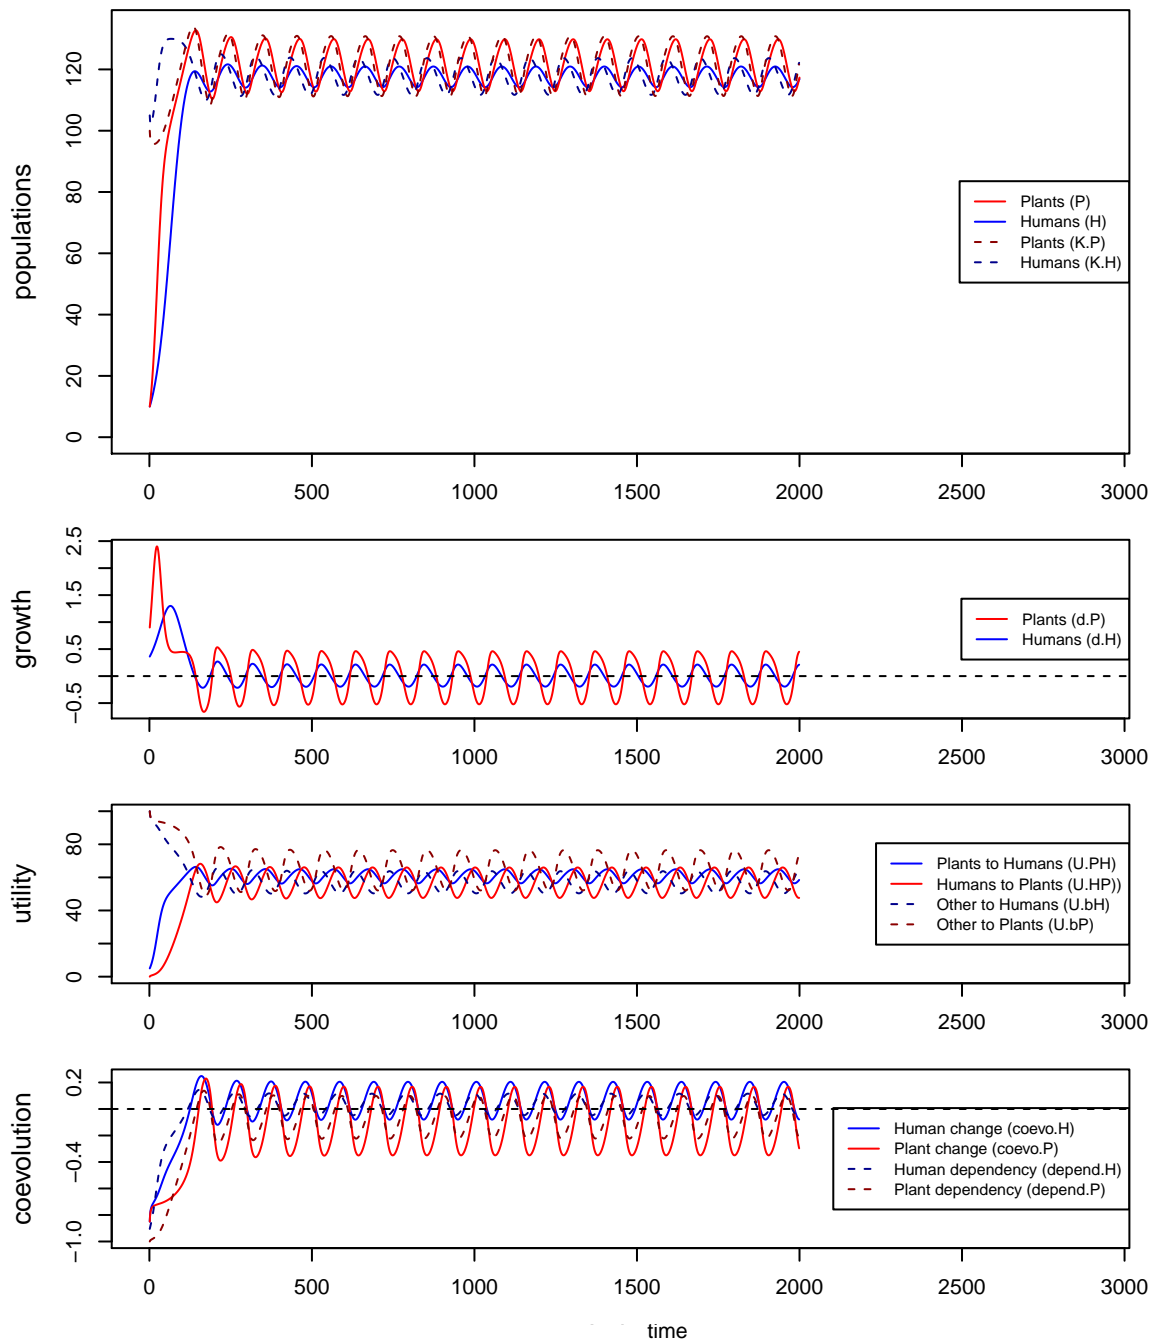 populations
0
20
40
60
80
100
120
Plants (P)
Humans (H)
Plants (K.P)
Humans (K.H)
0 500 1000 1500 2000 2500 3000
growth
−0.5
0.5
1.5
2.5
Plants (d.P)
Humans (d.H)
0 500 1000 1500 2000 2500 3000
utility
0
40
80
Plants to Humans (U.PH)
Humans to Plants (U.HP))
Other to Humans (U.bH)
Other to Plants (U.bP)
0 500 1000 1500 2000 2500 3000
coevolution
−1.0
−0.4
0.2
Human change (coevo.H)
Plant change (coevo.P)
Human dependency (depend.H)
Plant dependency (depend.P)
0 500 1000 1500 2000 2500 3000
time